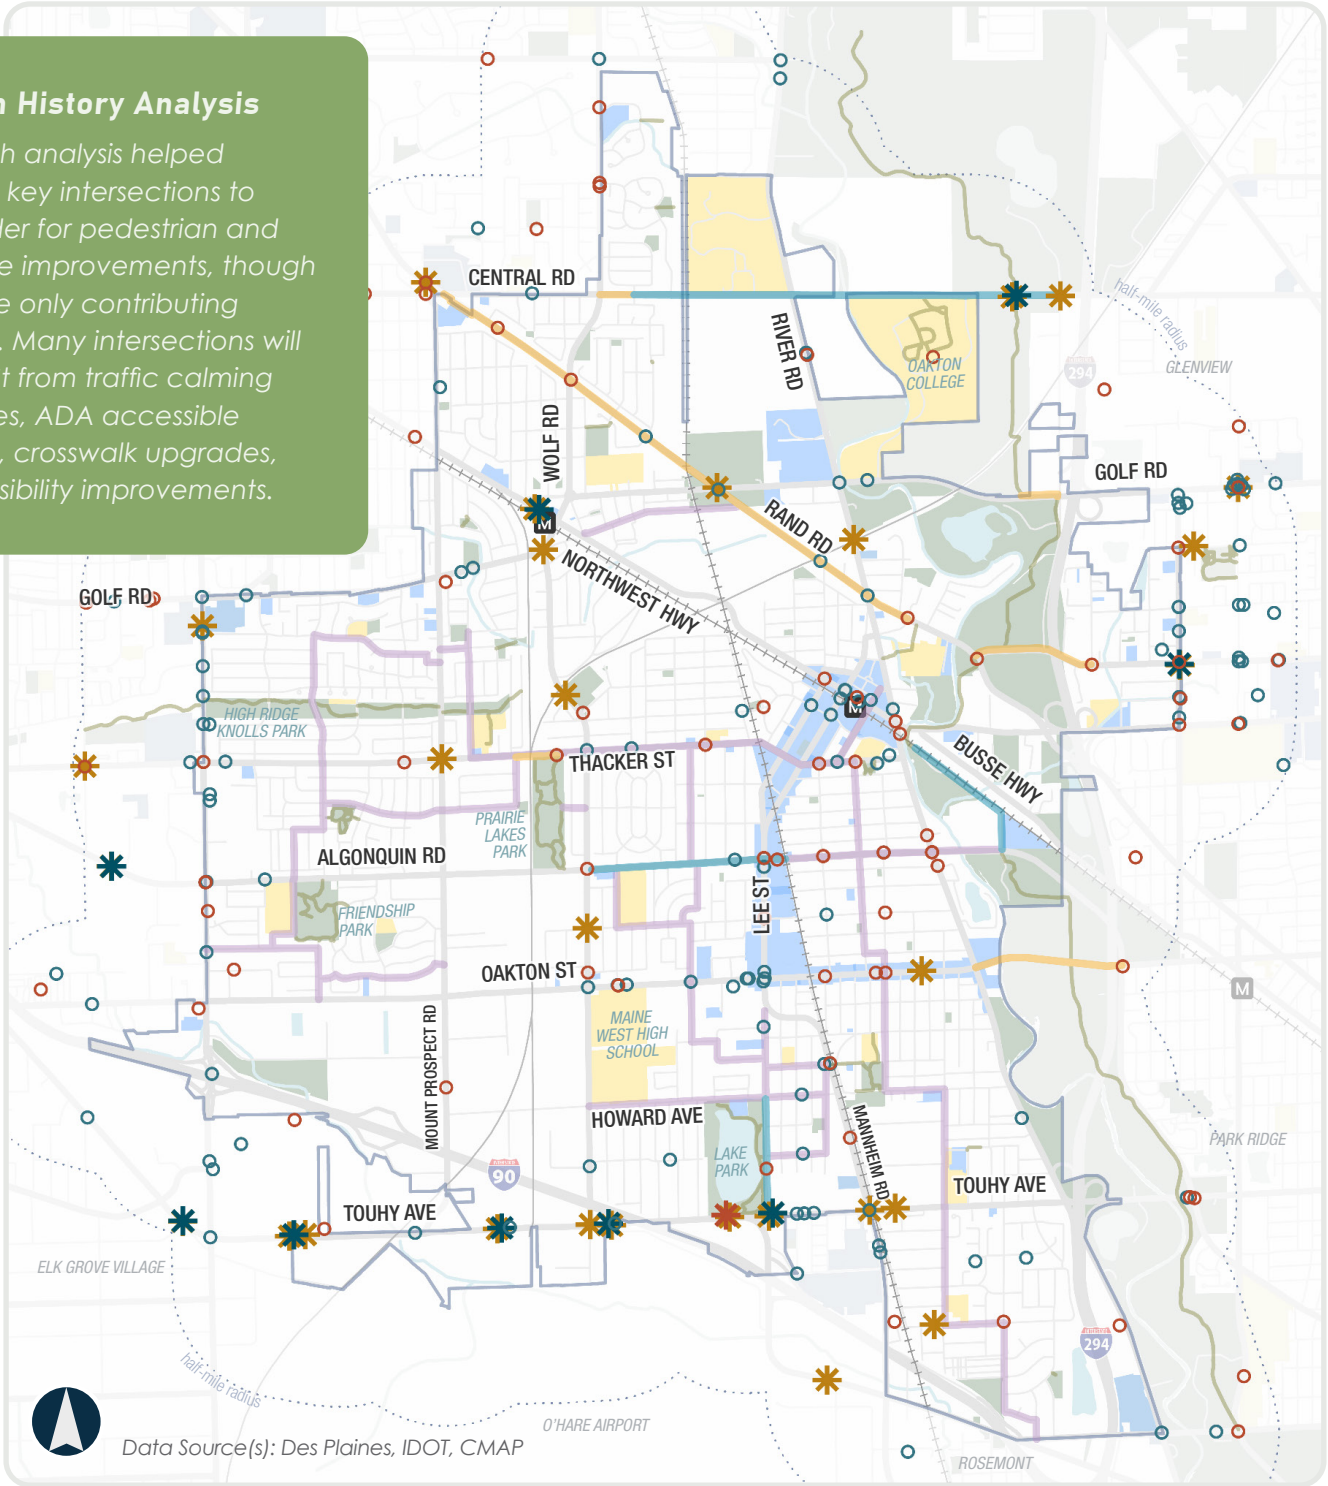 History Analysis
analysis helped
key intersections to
for pedestrian and
improvements, though
only contributing
. Many intersections will
from traffic calming
, ADA accessible
, crosswalk upgrades,
improvements.
CENTRAL RD
RIVER RD
OAKTON
COLLEGE
half-mile radius
294
GLENVIEW
WOLF RD
GOLF RD
RAND RD
M
NORTHWEST HWY
GOLF RD
HIGH RIDGE
KNOLLS PARK
M
THACKER ST
BUSSE HWY
PRAIRIE
LAKES
PARK
ALGONQUIN RD
LEE ST
FRIENDSHIP
PARK
OAKTON ST
M
MAINE
WEST HIGH
SCHOOL
MOUNT PROSPECT RD
HOWARD AVE
MANNHEIM RD
LAKE
PARK
PARK RIDGE
90
TOUHY AVE
TOUHY AVE
ELK GROVE VILLAGE
294
half-mile radius
O'HARE AIRPORT
Data Source(s): Des Plaines, IDOT, CMAP
ROSEMONT